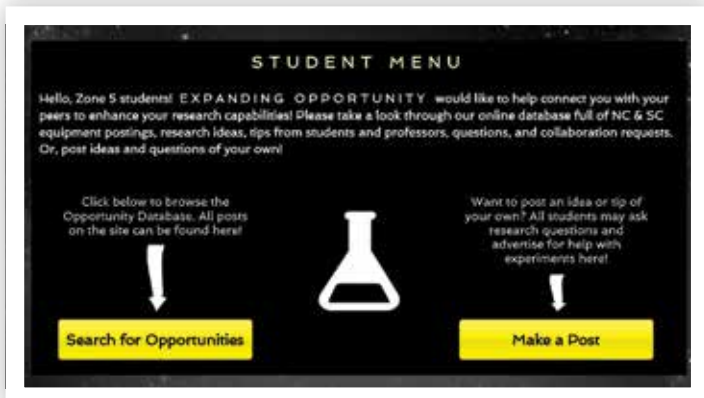 STUDENT MENU
Hello, Zone 5 students! EXPANDING OPPORTUNITY would like to help connect you with your
peers to enhance your research capabilities! Please take a look through our online database full of NC & SC
equipment postings, research ideas, tips from students and professors, questions, and collaboration requests.
Or, post ideas and questions of your own!
Click below to browse the
Opportunity Database. All posts
on the site can be found here!
Search for Opportunities
Want to post an idea or tip of
your own? All students may ask
research questions and
advertise for help with
experiments here!
Make a Post